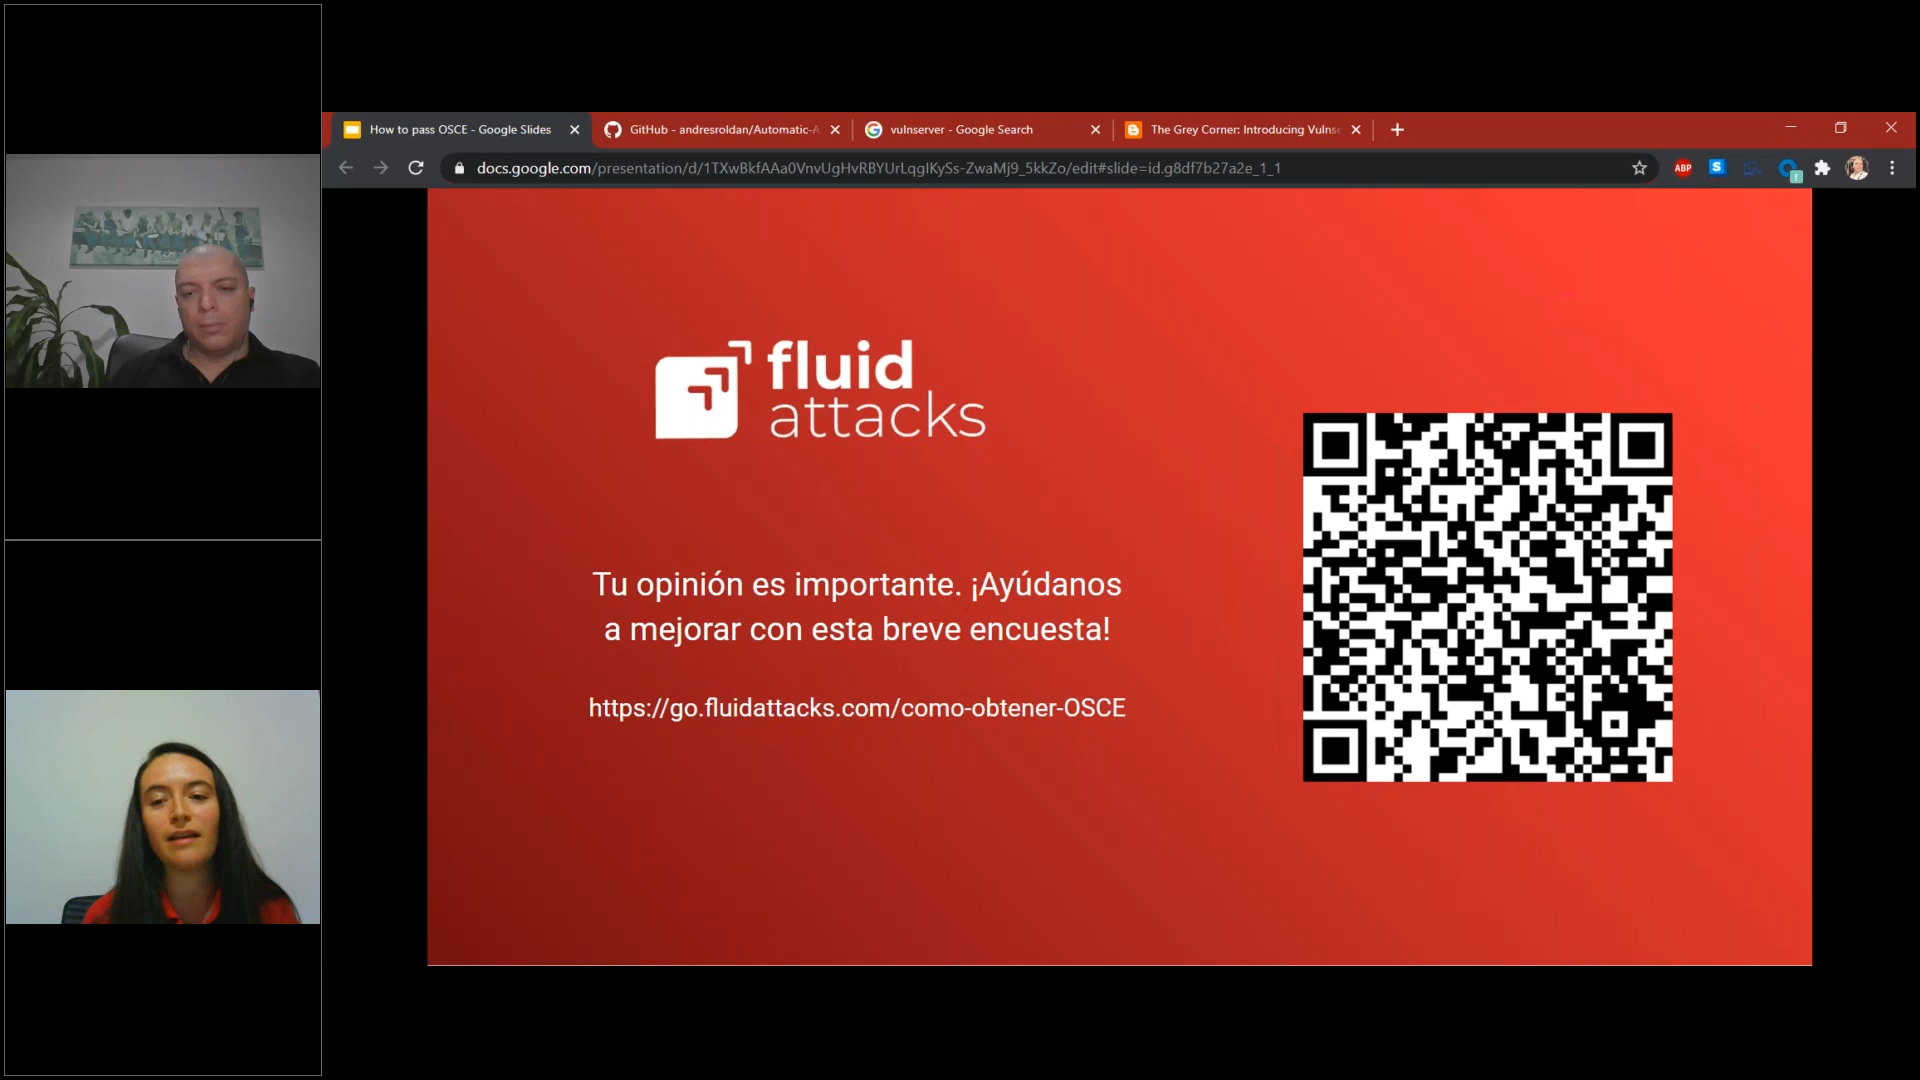 How to pass OSCE - Google Slides
GitHub - andresroldan/Automatic-A
vulnserver - Google Search
The Grey Corner: Introducing Vulns
docs.google.com/presentation/d/1TXwBkfAAa0VnvUgHvRBYUrLqgIKySs-ZwaMj9_5kkZo/edit#slide=id.g8df7b27a2e_1_1
ABP
S
fluid
attacks
Tu opinión es importante. ¡Ayúdanos
a mejorar con esta breve encuesta!
https://go.fluidattacks.com/como-obtener-OSCE